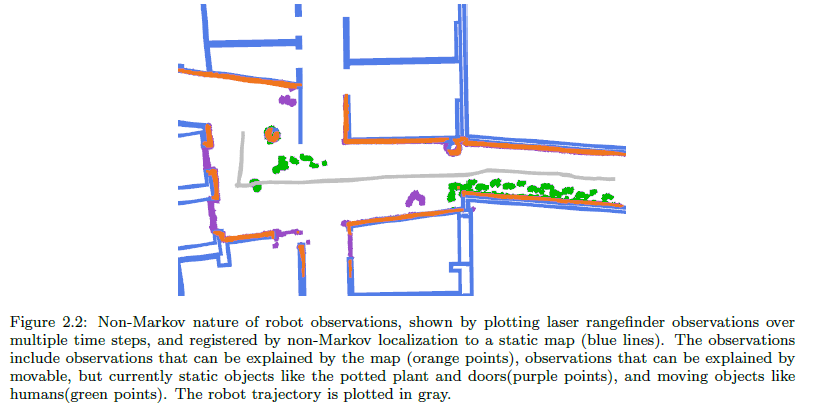 Figure 2.2: Non-Markov nature of robot observations, shown by plotting laser rangefinder observations over
multiple time steps, and registered by non-Markov localization to a static map (blue lines). The observations
include observations that can be explained by the map (orange points), observations that can be explained by
movable, but currently static objects like the potted plant and doors(purple points), and moving objects like
humans(green points). The robot trajectory is plotted in gray.